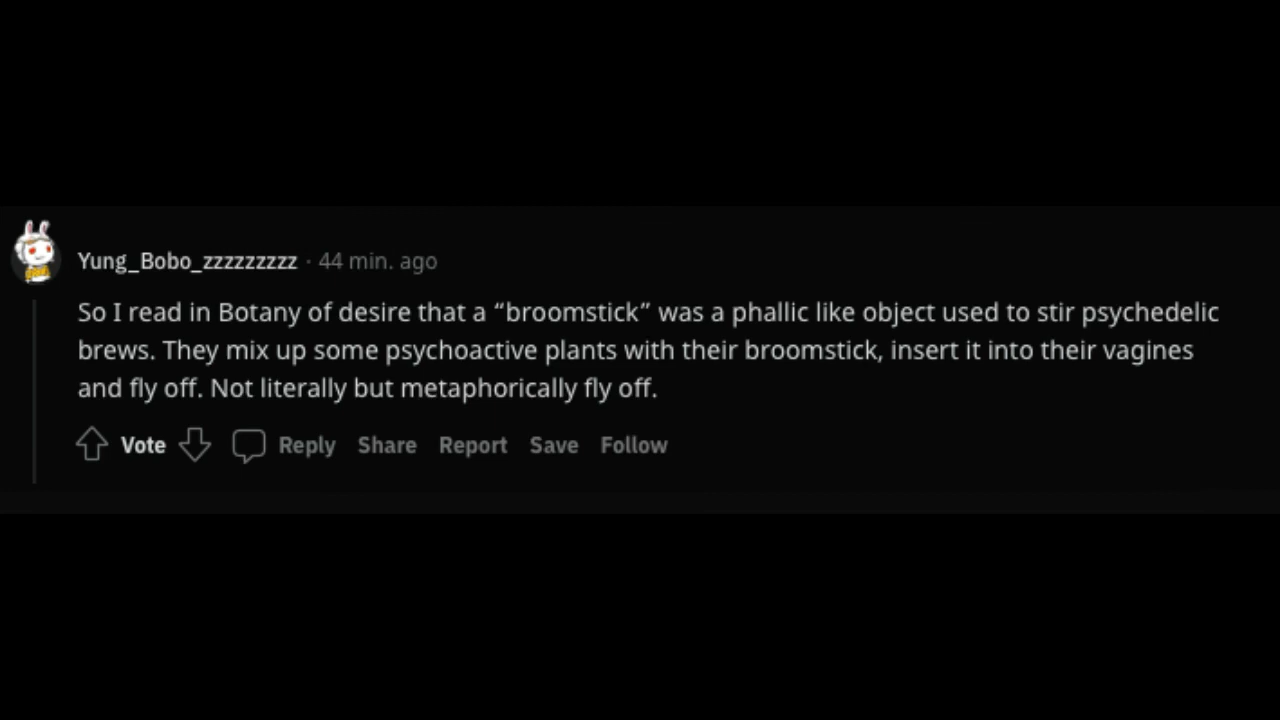 Yung_Bobo_zzzzzzzzz · 44 min. ago
So I read in Botany of desire that a “broomstick” was a phallic like object used to stir psychedelic
brews. They mix up some psychoactive plants with their broomstick, insert it into their vagines
and fly off. Not literally but metaphorically fly off.
Vote Reply Share Report Save Follow